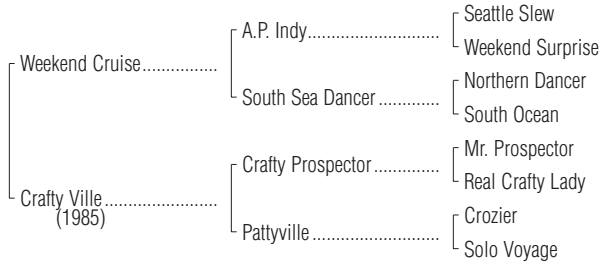 Seattle Slew
A.P. Indy
Weekend Surprise
Weekend Cruise
Northern Dancer
South Sea Dancer
South Ocean
Mr. Prospector
Crafty Prospector
Real Crafty Lady
Crafty Ville
(1985)
Crozier
Pattyville
Solo Voyage